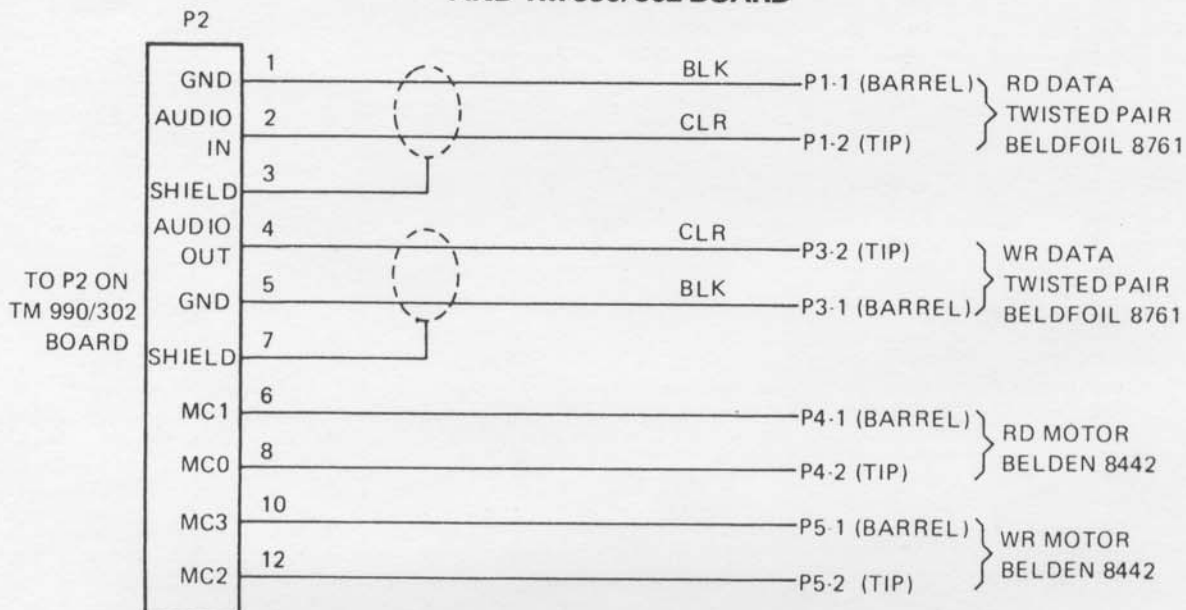 P2
GND 1 BLK P1-1 (BARREL) RD DATA
AUDIO IN 2 CLR P1-2 (TIP) TWISTED PAIR
SHIELD 3 BELDFOIL 8761
AUDIO OUT 4 CLR P3-2 (TIP) WR DATA
TO P2 ON GND 5 BLK P3-1 (BARREL) TWISTED PAIR
TM 990/302 BELDFOIL 8761
BOARD SHIELD 7
MC1 6 P4-1 (BARREL) RD MOTOR
MC0 8 P4-2 (TIP) BELDEN 8442
MC3 10 P5-1 (BARREL) WR MOTOR
MC2 12 P5-2 (TIP) BELDEN 8442